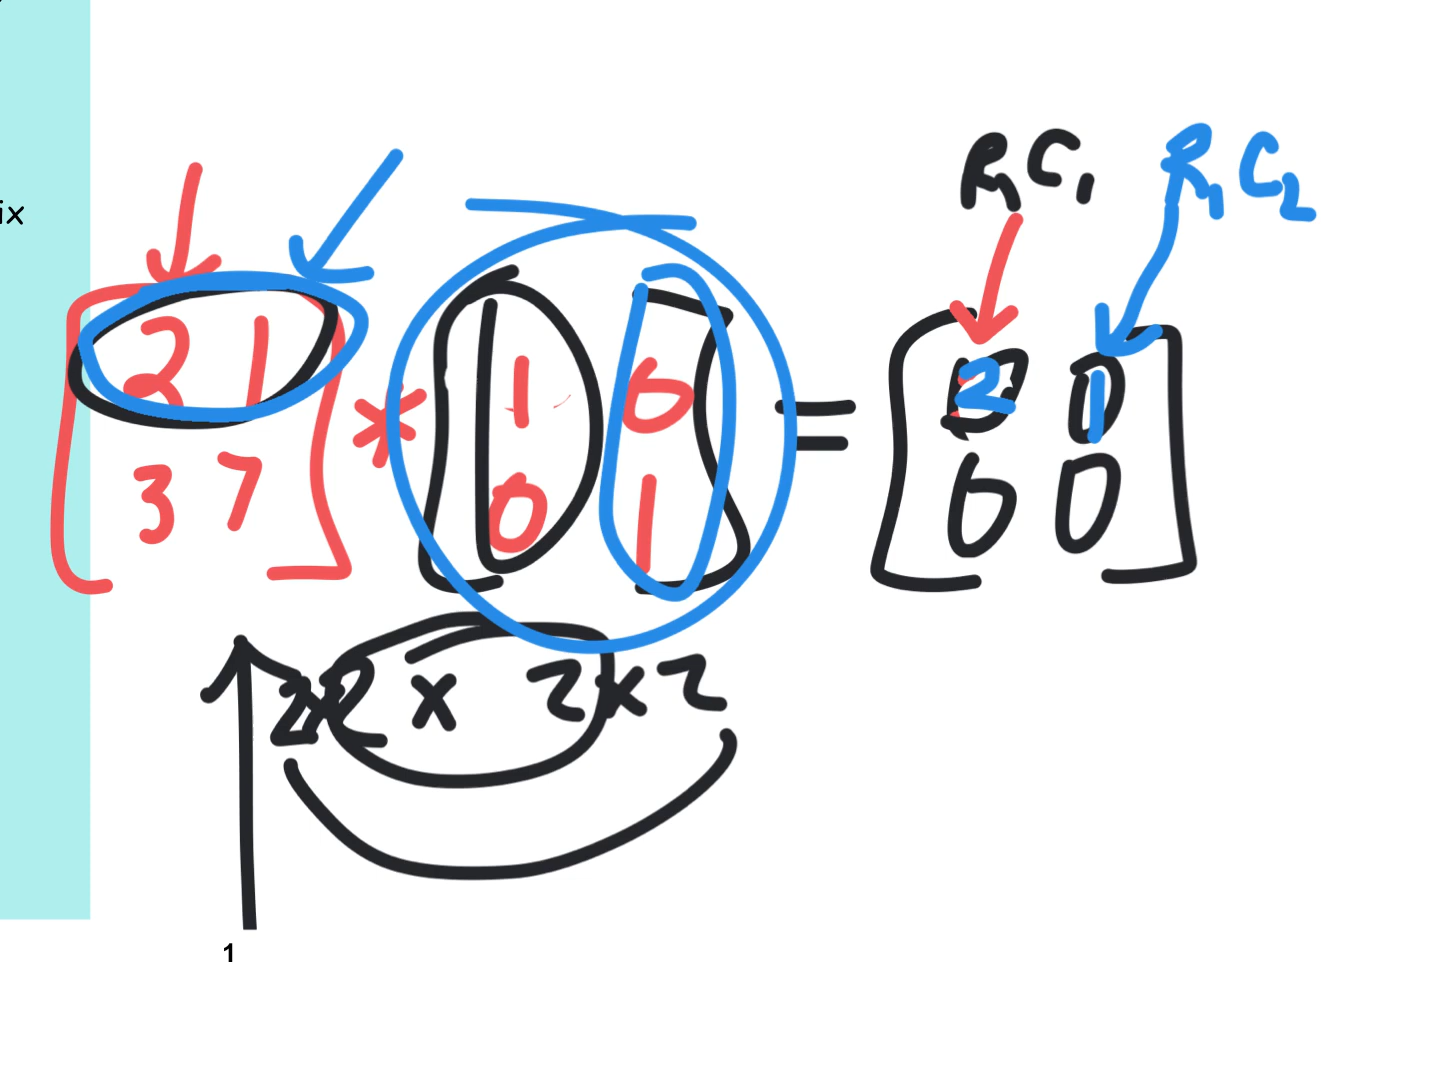 ix
R₁C₁ R₁C₂
2 1 1 0 2 1
* =
3 7 0 1 0 0
2x2 x 2x2
1